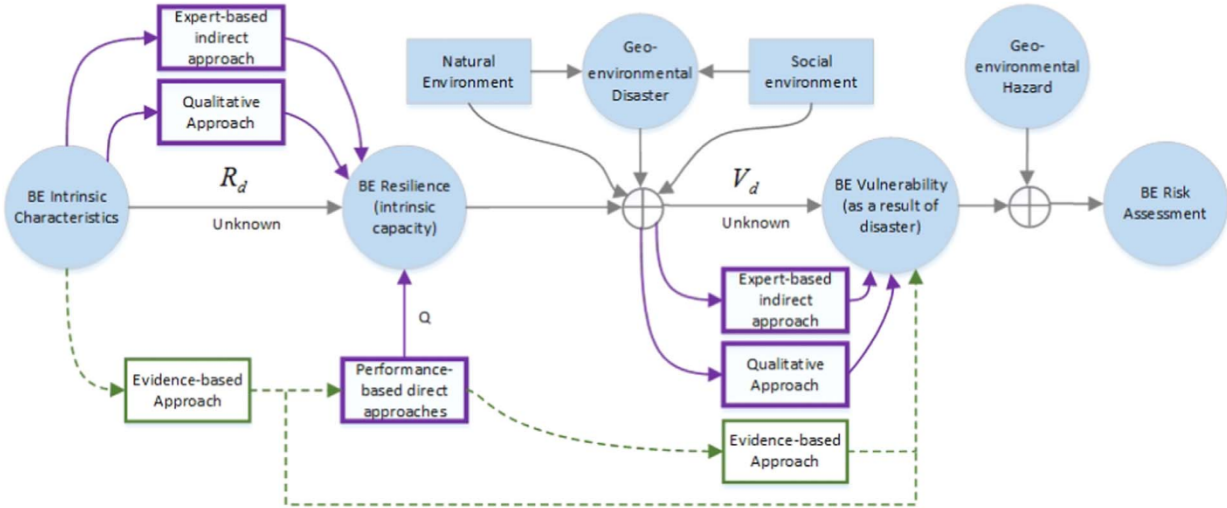 Expert-based
indirect
approach
Qualitative
Approach
Natural
Environment
Geo-
environmental
Disaster
Social
environment
Geo-
environmental
Hazard
BE Intrinsic
Characteristics
R_d
Unknown
BE Resilience
(intrinsic
capacity)
V_d
Unknown
BE Vulnerability
(as a result of
disaster)
BE Risk
Assessment
Expert-based
indirect
approach
Qualitative
Approach
Q
Evidence-based
Approach
Performance-
based direct
approaches
Evidence-based
Approach